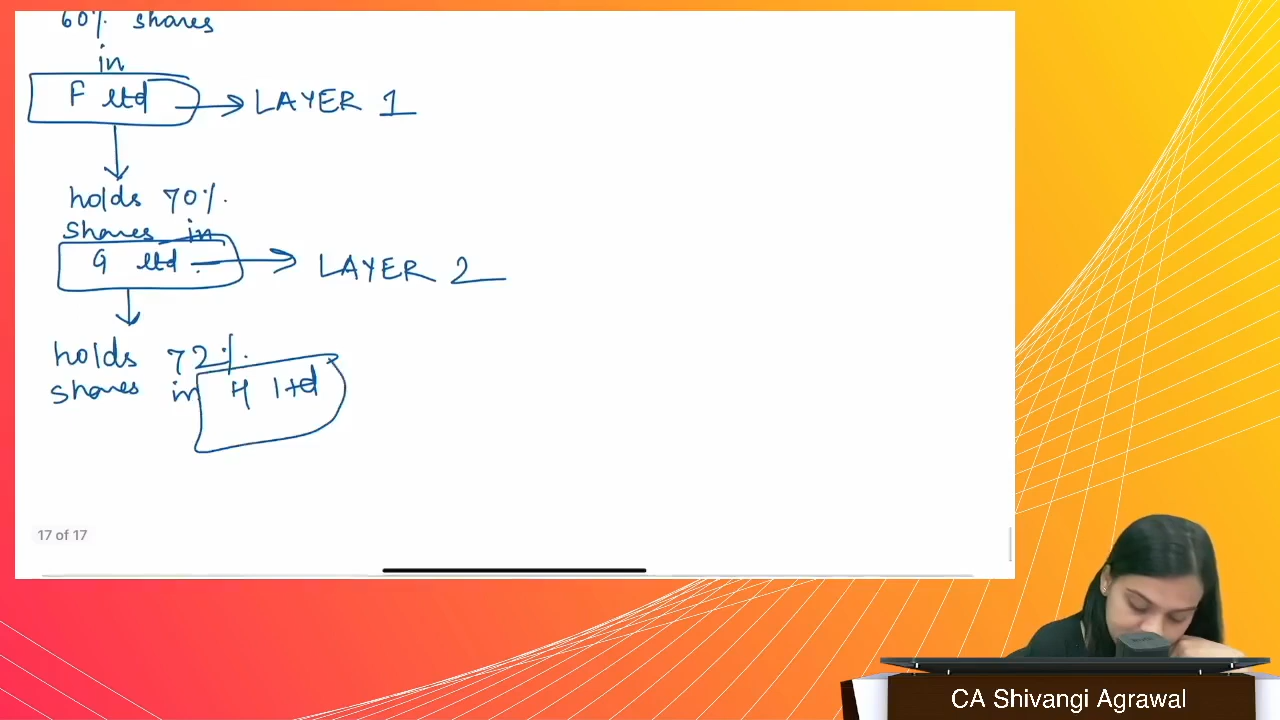 60% shares
in
F ltd → LAYER 1
holds 70%.
Shares in
G ltd. → LAYER 2
holds 72%.
shares in H ltd
17 of 17
CA Shivangi Agrawal